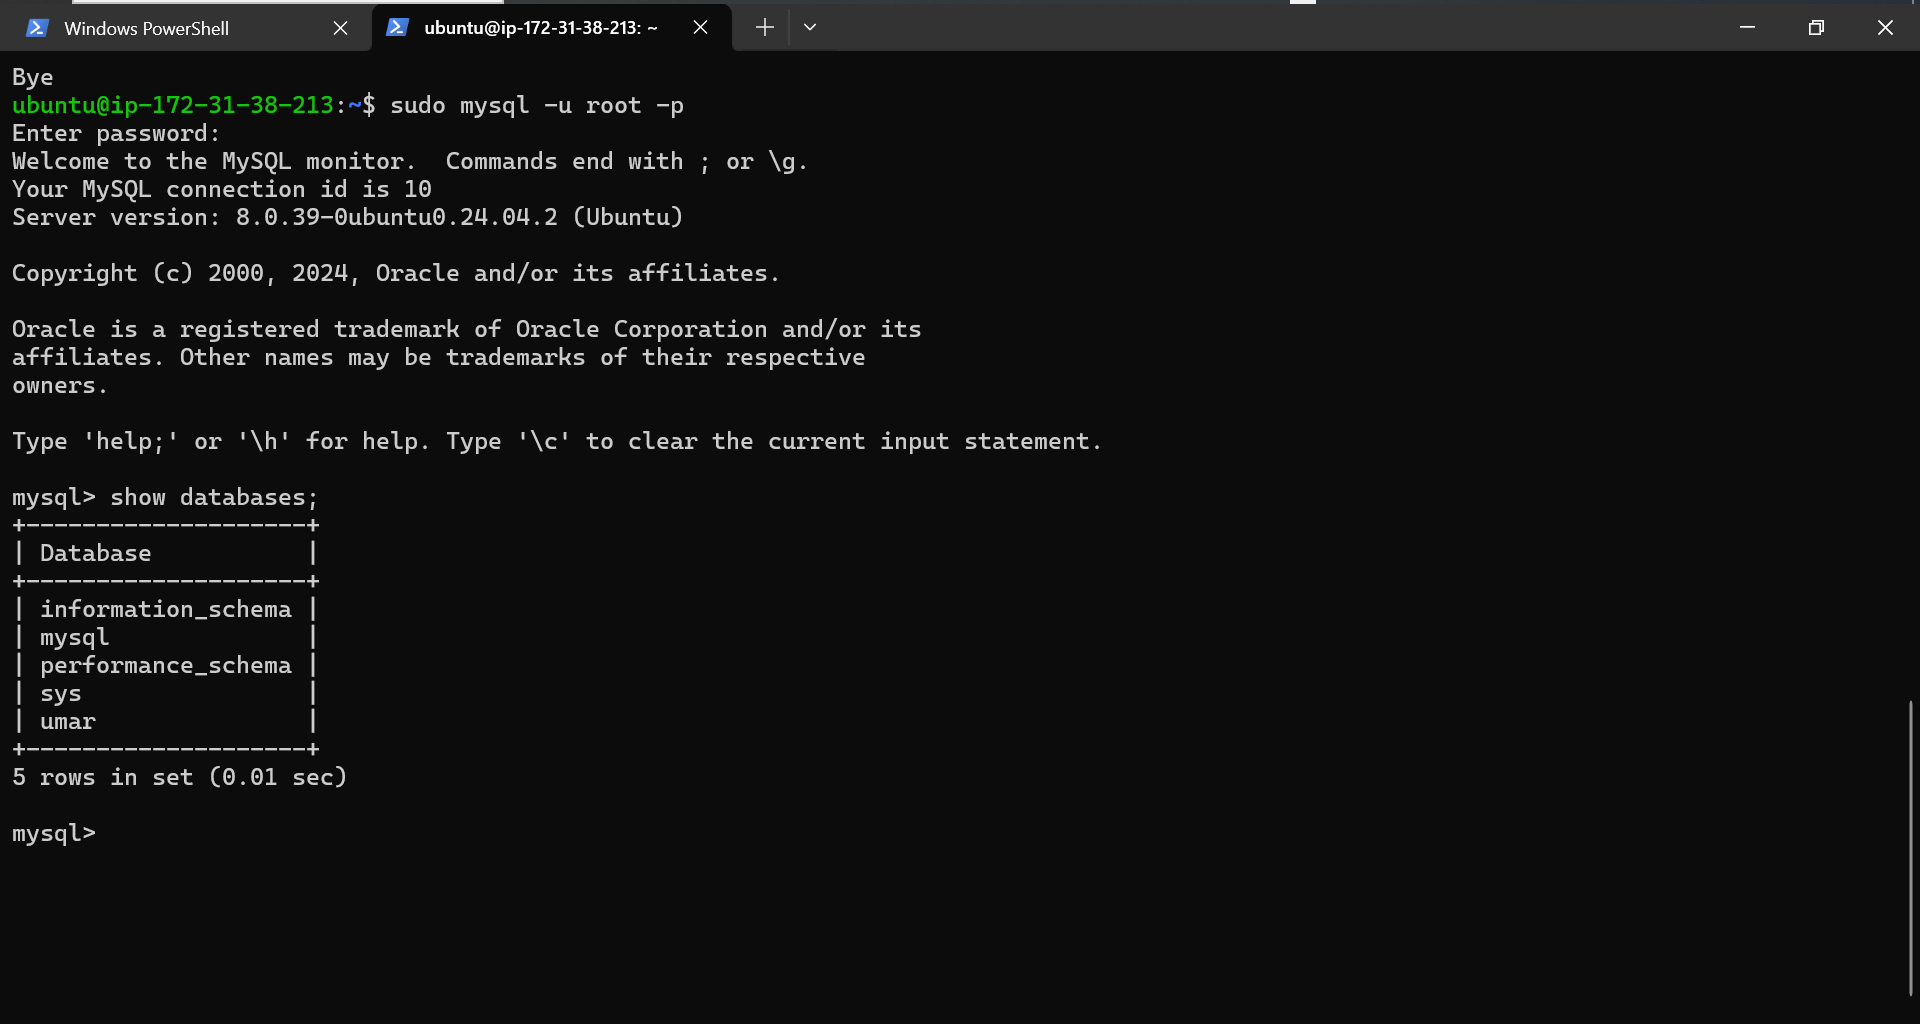 Windows PowerShell
ubuntu@ip-172-31-38-213: ~
Bye
ubuntu@ip-172-31-38-213:~$ sudo mysql -u root -p
Enter password:
Welcome to the MySQL monitor.  Commands end with ; or \g.
Your MySQL connection id is 10
Server version: 8.0.39-0ubuntu0.24.04.2 (Ubuntu)

Copyright (c) 2000, 2024, Oracle and/or its affiliates.

Oracle is a registered trademark of Oracle Corporation and/or its
affiliates. Other names may be trademarks of their respective
owners.

Type 'help;' or '\h' for help. Type '\c' to clear the current input statement.

mysql> show databases;
+--------------------+
| Database           |
+--------------------+
| information_schema |
| mysql              |
| performance_schema |
| sys                |
| umar               |
+--------------------+
5 rows in set (0.01 sec)

mysql>